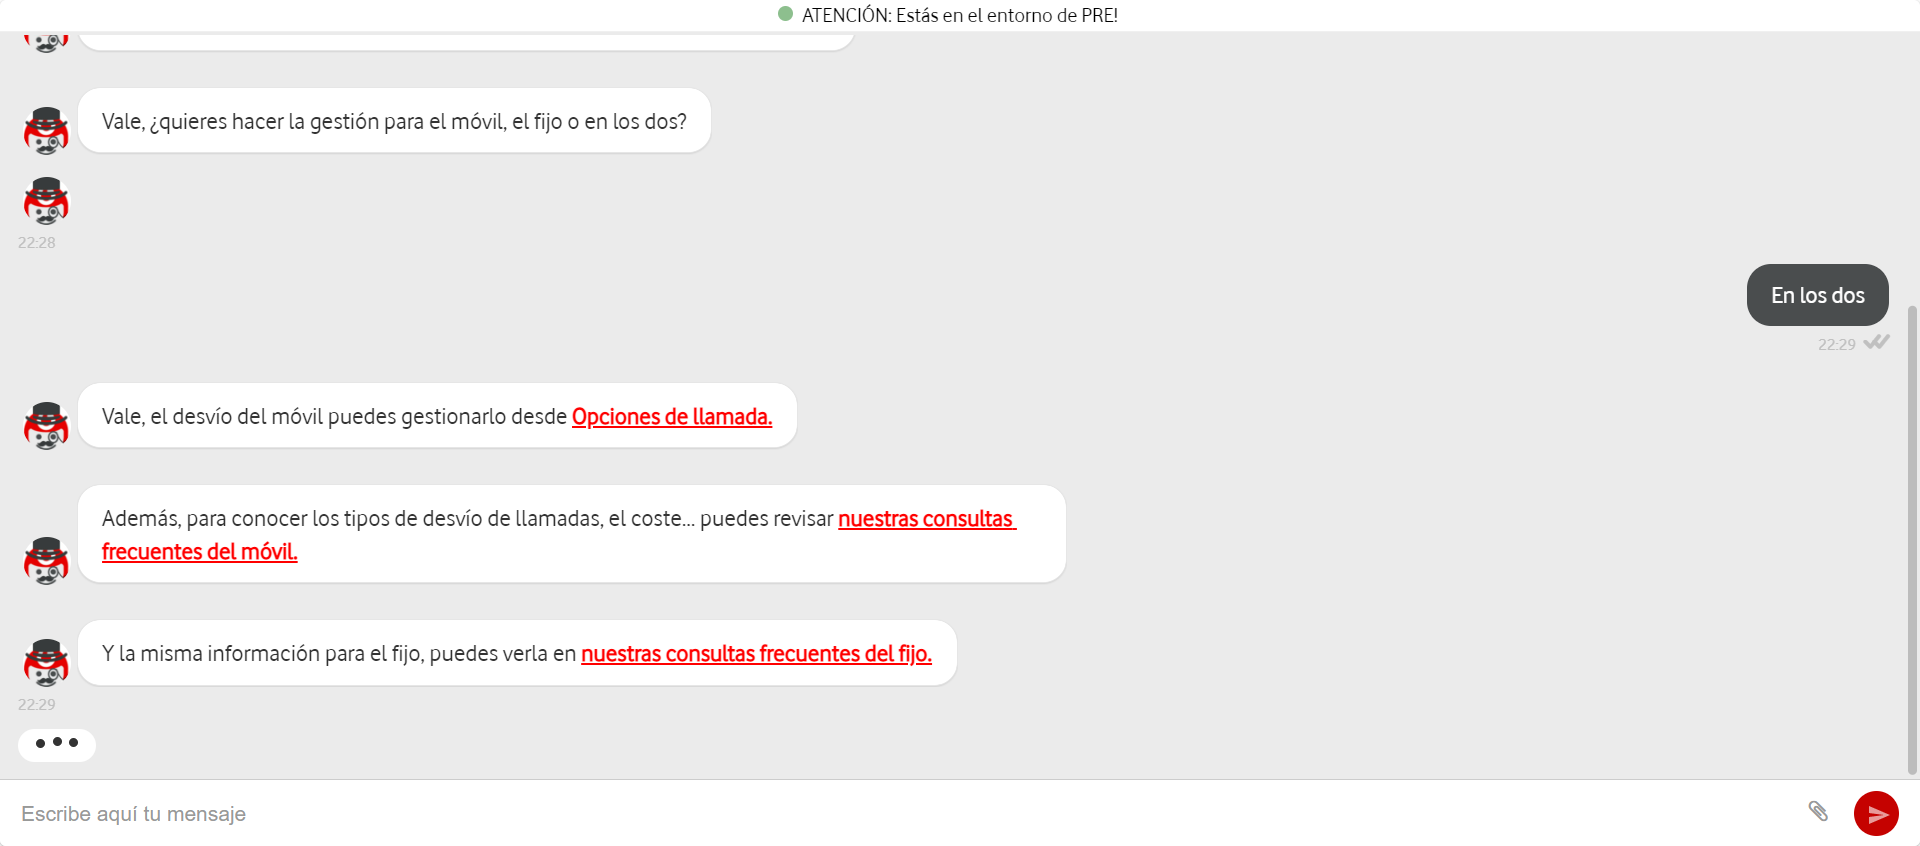 ATENCIÓN: Estás en el entorno de PRE!
Vale, ¿quieres hacer la gestión para el móvil, el fijo o en los dos?
22:28
En los dos
22:29
Vale, el desvío del móvil puedes gestionarlo desde Opciones de llamada.
Además, para conocer los tipos de desvío de llamadas, el coste... puedes revisar nuestras consultas
frecuentes del móvil.
Y la misma información para el fijo, puedes verla en nuestras consultas frecuentes del fijo.
22:29
Escribe aquí tu mensaje